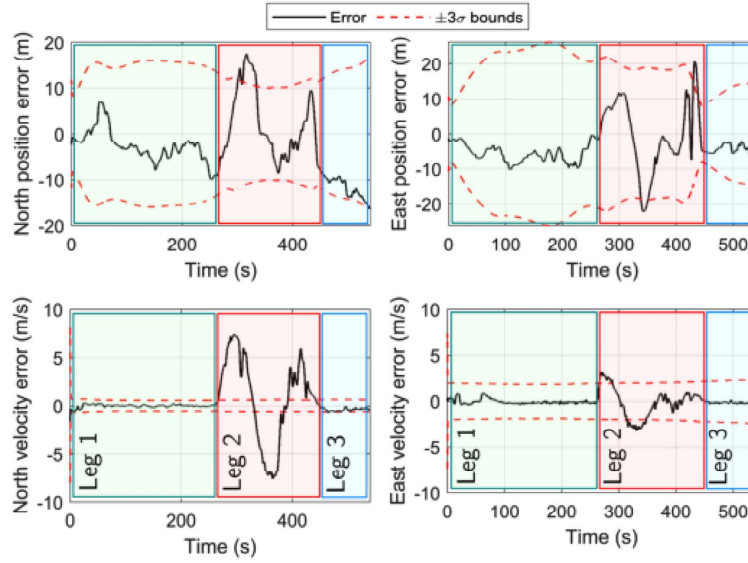 Error ±3σ bounds
North position error (m)
20
10
0
-10
-20
0 200 400
Time (s)
East position error (m)
20
10
0
-10
-20
0 100 200 300 400 500
Time (s)
North velocity error (m/s)
10
5
0
-5
-10
Leg 1 Leg 2 Leg 3
0 200 400
Time (s)
East velocity error (m/s)
10
5
0
-5
-10
Leg 1 Leg 2 Leg 3
0 100 200 300 400 500
Time (s)